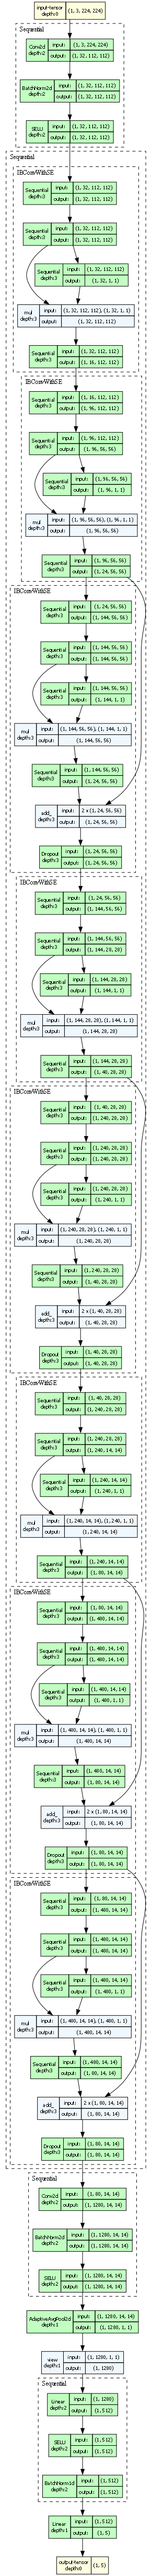 input-tensor
depth:0
(1, 3, 224, 224)
Sequential
Conv2d
depth:2
input:
(1, 3, 224, 224)
output:
(1, 32, 112, 112)
BatchNorm2d
depth:2
input:
(1, 32, 112, 112)
output:
(1, 32, 112, 112)
SELU
depth:2
input:
(1, 32, 112, 112)
output:
(1, 32, 112, 112)
Sequential
IBConvWithSE
Sequential
depth:3
input:
(1, 32, 112, 112)
output:
(1, 32, 112, 112)
Sequential
depth:3
input:
(1, 32, 112, 112)
output:
(1, 32, 112, 112)
Sequential
depth:3
input:
(1, 32, 112, 112)
output:
(1, 32, 1, 1)
mul
depth:3
input:
(1, 32, 112, 112), (1, 32, 1, 1)
output:
(1, 32, 112, 112)
Sequential
depth:3
input:
(1, 32, 112, 112)
output:
(1, 16, 112, 112)
IBConvWithSE
Sequential
depth:3
input:
(1, 16, 112, 112)
output:
(1, 96, 112, 112)
Sequential
depth:3
input:
(1, 96, 112, 112)
output:
(1, 96, 56, 56)
Sequential
depth:3
input:
(1, 96, 56, 56)
output:
(1, 96, 1, 1)
mul
depth:3
input:
(1, 96, 56, 56), (1, 96, 1, 1)
output:
(1, 96, 56, 56)
Sequential
depth:3
input:
(1, 96, 56, 56)
output:
(1, 24, 56, 56)
IBConvWithSE
Sequential
depth:3
input:
(1, 24, 56, 56)
output:
(1, 144, 56, 56)
Sequential
depth:3
input:
(1, 144, 56, 56)
output:
(1, 144, 56, 56)
Sequential
depth:3
input:
(1, 144, 56, 56)
output:
(1, 144, 1, 1)
mul
depth:3
input:
(1, 144, 56, 56), (1, 144, 1, 1)
output:
(1, 144, 56, 56)
Sequential
depth:3
input:
(1, 144, 56, 56)
output:
(1, 24, 56, 56)
add_
depth:3
input:
2 x (1, 24, 56, 56)
output:
(1, 24, 56, 56)
Dropout
depth:3
input:
(1, 24, 56, 56)
output:
(1, 24, 56, 56)
IBConvWithSE
Sequential
depth:3
input:
(1, 24, 56, 56)
output:
(1, 144, 56, 56)
Sequential
depth:3
input:
(1, 144, 56, 56)
output:
(1, 144, 28, 28)
Sequential
depth:3
input:
(1, 144, 28, 28)
output:
(1, 144, 1, 1)
mul
depth:3
input:
(1, 144, 28, 28), (1, 144, 1, 1)
output:
(1, 144, 28, 28)
Sequential
depth:3
input:
(1, 144, 28, 28)
output:
(1, 40, 28, 28)
IBConvWithSE
Sequential
depth:3
input:
(1, 40, 28, 28)
output:
(1, 240, 28, 28)
Sequential
depth:3
input:
(1, 240, 28, 28)
output:
(1, 240, 28, 28)
Sequential
depth:3
input:
(1, 240, 28, 28)
output:
(1, 240, 1, 1)
mul
depth:3
input:
(1, 240, 28, 28), (1, 240, 1, 1)
output:
(1, 240, 28, 28)
Sequential
depth:3
input:
(1, 240, 28, 28)
output:
(1, 40, 28, 28)
add_
depth:3
input:
2 x (1, 40, 28, 28)
output:
(1, 40, 28, 28)
Dropout
depth:3
input:
(1, 40, 28, 28)
output:
(1, 40, 28, 28)
IBConvWithSE
Sequential
depth:3
input:
(1, 40, 28, 28)
output:
(1, 240, 28, 28)
Sequential
depth:3
input:
(1, 240, 28, 28)
output:
(1, 240, 14, 14)
Sequential
depth:3
input:
(1, 240, 14, 14)
output:
(1, 240, 1, 1)
mul
depth:3
input:
(1, 240, 14, 14), (1, 240, 1, 1)
output:
(1, 240, 14, 14)
Sequential
depth:3
input:
(1, 240, 14, 14)
output:
(1, 80, 14, 14)
IBConvWithSE
Sequential
depth:3
input:
(1, 80, 14, 14)
output:
(1, 480, 14, 14)
Sequential
depth:3
input:
(1, 480, 14, 14)
output:
(1, 480, 14, 14)
Sequential
depth:3
input:
(1, 480, 14, 14)
output:
(1, 480, 1, 1)
mul
depth:3
input:
(1, 480, 14, 14), (1, 480, 1, 1)
output:
(1, 480, 14, 14)
Sequential
depth:3
input:
(1, 480, 14, 14)
output:
(1, 80, 14, 14)
add_
depth:3
input:
2 x (1, 80, 14, 14)
output:
(1, 80, 14, 14)
Dropout
depth:3
input:
(1, 80, 14, 14)
output:
(1, 80, 14, 14)
IBConvWithSE
Sequential
depth:3
input:
(1, 80, 14, 14)
output:
(1, 480, 14, 14)
Sequential
depth:3
input:
(1, 480, 14, 14)
output:
(1, 480, 14, 14)
Sequential
depth:3
input:
(1, 480, 14, 14)
output:
(1, 480, 1, 1)
mul
depth:3
input:
(1, 480, 14, 14), (1, 480, 1, 1)
output:
(1, 480, 14, 14)
Sequential
depth:3
input:
(1, 480, 14, 14)
output:
(1, 80, 14, 14)
add_
depth:3
input:
2 x (1, 80, 14, 14)
output:
(1, 80, 14, 14)
Dropout
depth:3
input:
(1, 80, 14, 14)
output:
(1, 80, 14, 14)
Sequential
Conv2d
depth:2
input:
(1, 80, 14, 14)
output:
(1, 1280, 14, 14)
BatchNorm2d
depth:2
input:
(1, 1280, 14, 14)
output:
(1, 1280, 14, 14)
SELU
depth:2
input:
(1, 1280, 14, 14)
output:
(1, 1280, 14, 14)
AdaptiveAvgPool2d
depth:1
input:
(1, 1280, 14, 14)
output:
(1, 1280, 1, 1)
view
depth:1
input:
(1, 1280, 1, 1)
output:
(1, 1280)
Sequential
Linear
depth:2
input:
(1, 1280)
output:
(1, 512)
SELU
depth:2
input:
(1, 512)
output:
(1, 512)
BatchNorm1d
depth:2
input:
(1, 512)
output:
(1, 512)
Linear
depth:1
input:
(1, 512)
output:
(1, 5)
output-tensor
depth:0
(1, 5)